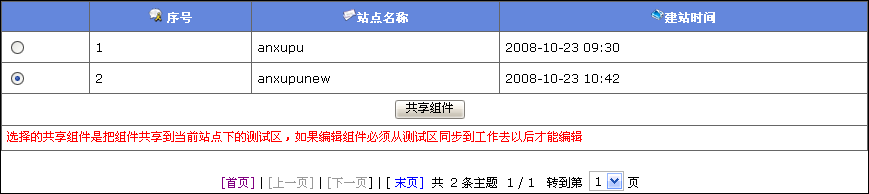 序号 站点名称 建站时间
1 anxupu 2008-10-23 09:30
2 anxupunew 2008-10-23 10:42
共享组件
选择的共享组件是把组件共享到当前站点下的测试区，如果编辑组件必须从测试区同步到工作去以后才能编辑
[首页] | [上一页] | [下一页] | [ 末页] 共 2 条主题 1 / 1 转到第 1 页